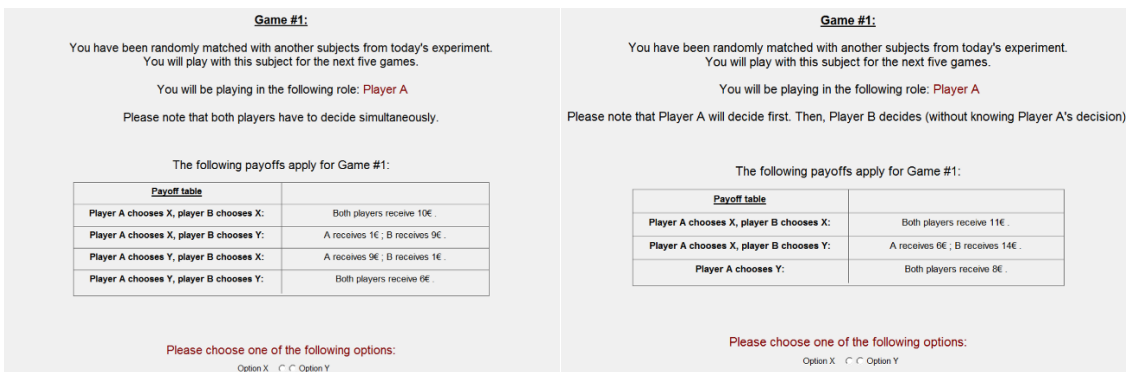 Game #1:
You have been randomly matched with another subjects from today's experiment.
You will play with this subject for the next five games.
You will be playing in the following role: Player A
Please note that both players have to decide simultaneously.
The following payoffs apply for Game #1:
Payoff table
Player A chooses X, player B chooses X: Both players receive 10€ .
Player A chooses X, player B chooses Y: A receives 1€ ; B receives 9€ .
Player A chooses Y, player B chooses X: A receives 9€ ; B receives 1€ .
Player A chooses Y, player B chooses Y: Both players receive 6€ .
Please choose one of the following options:
Option X Option Y
Game #1:
You have been randomly matched with another subjects from today's experiment.
You will play with this subject for the next five games.
You will be playing in the following role: Player A
Please note that Player A will decide first. Then, Player B decides (without knowing Player A's decision)
The following payoffs apply for Game #1:
Payoff table
Player A chooses X, player B chooses X: Both players receive 11€ .
Player A chooses X, player B chooses Y: A receives 6€ ; B receives 14€ .
Player A chooses Y: Both players receive 8€ .
Please choose one of the following options:
Option X Option Y